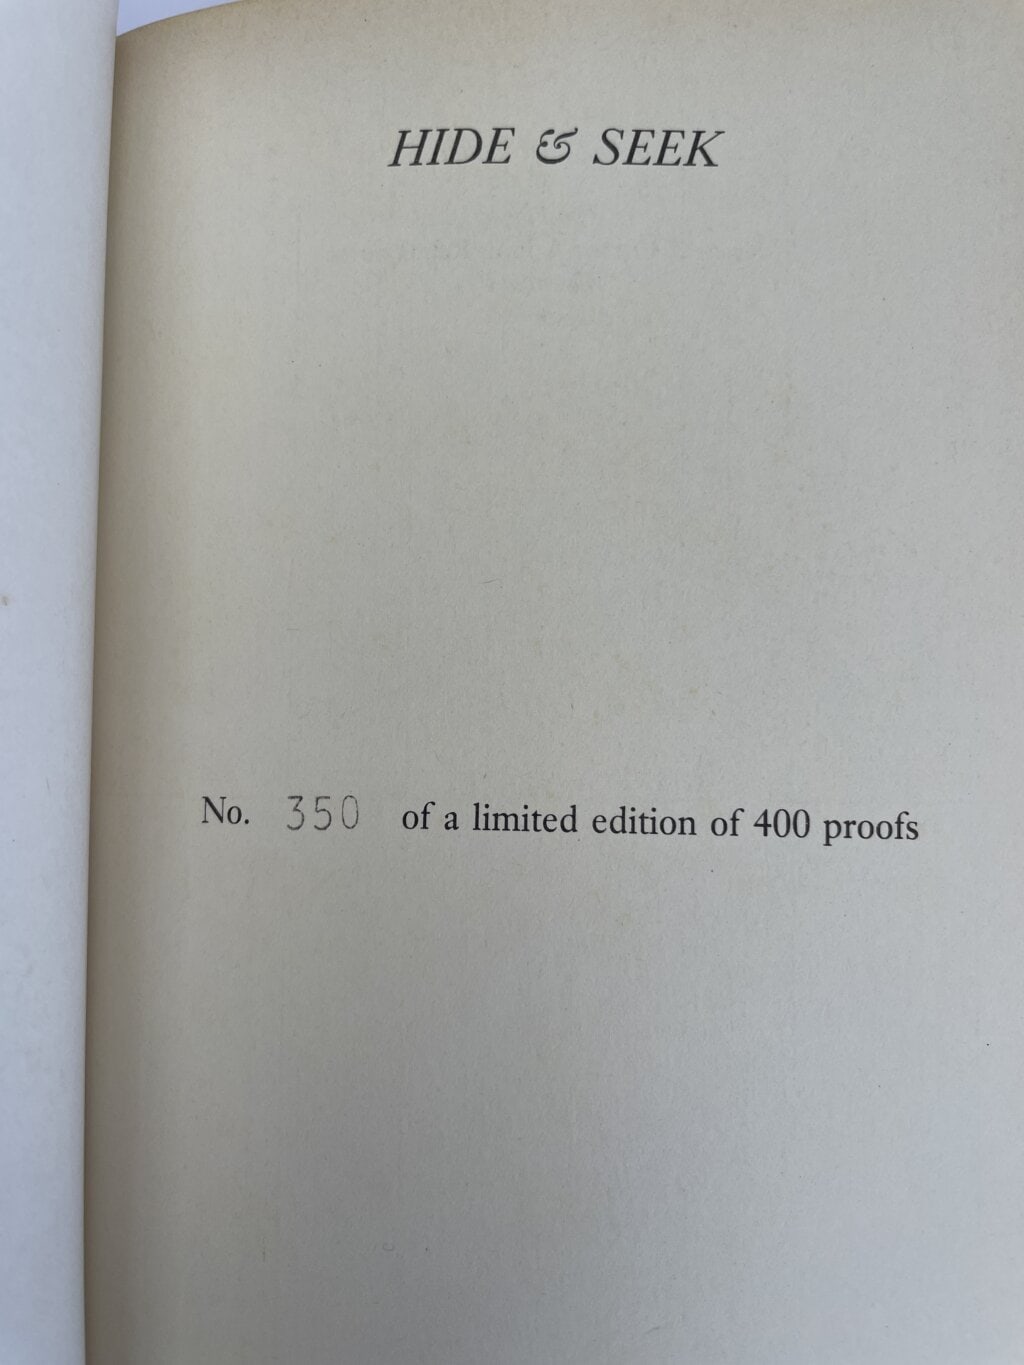 HIDE & SEEK
No. 350 of a limited edition of 400 proofs